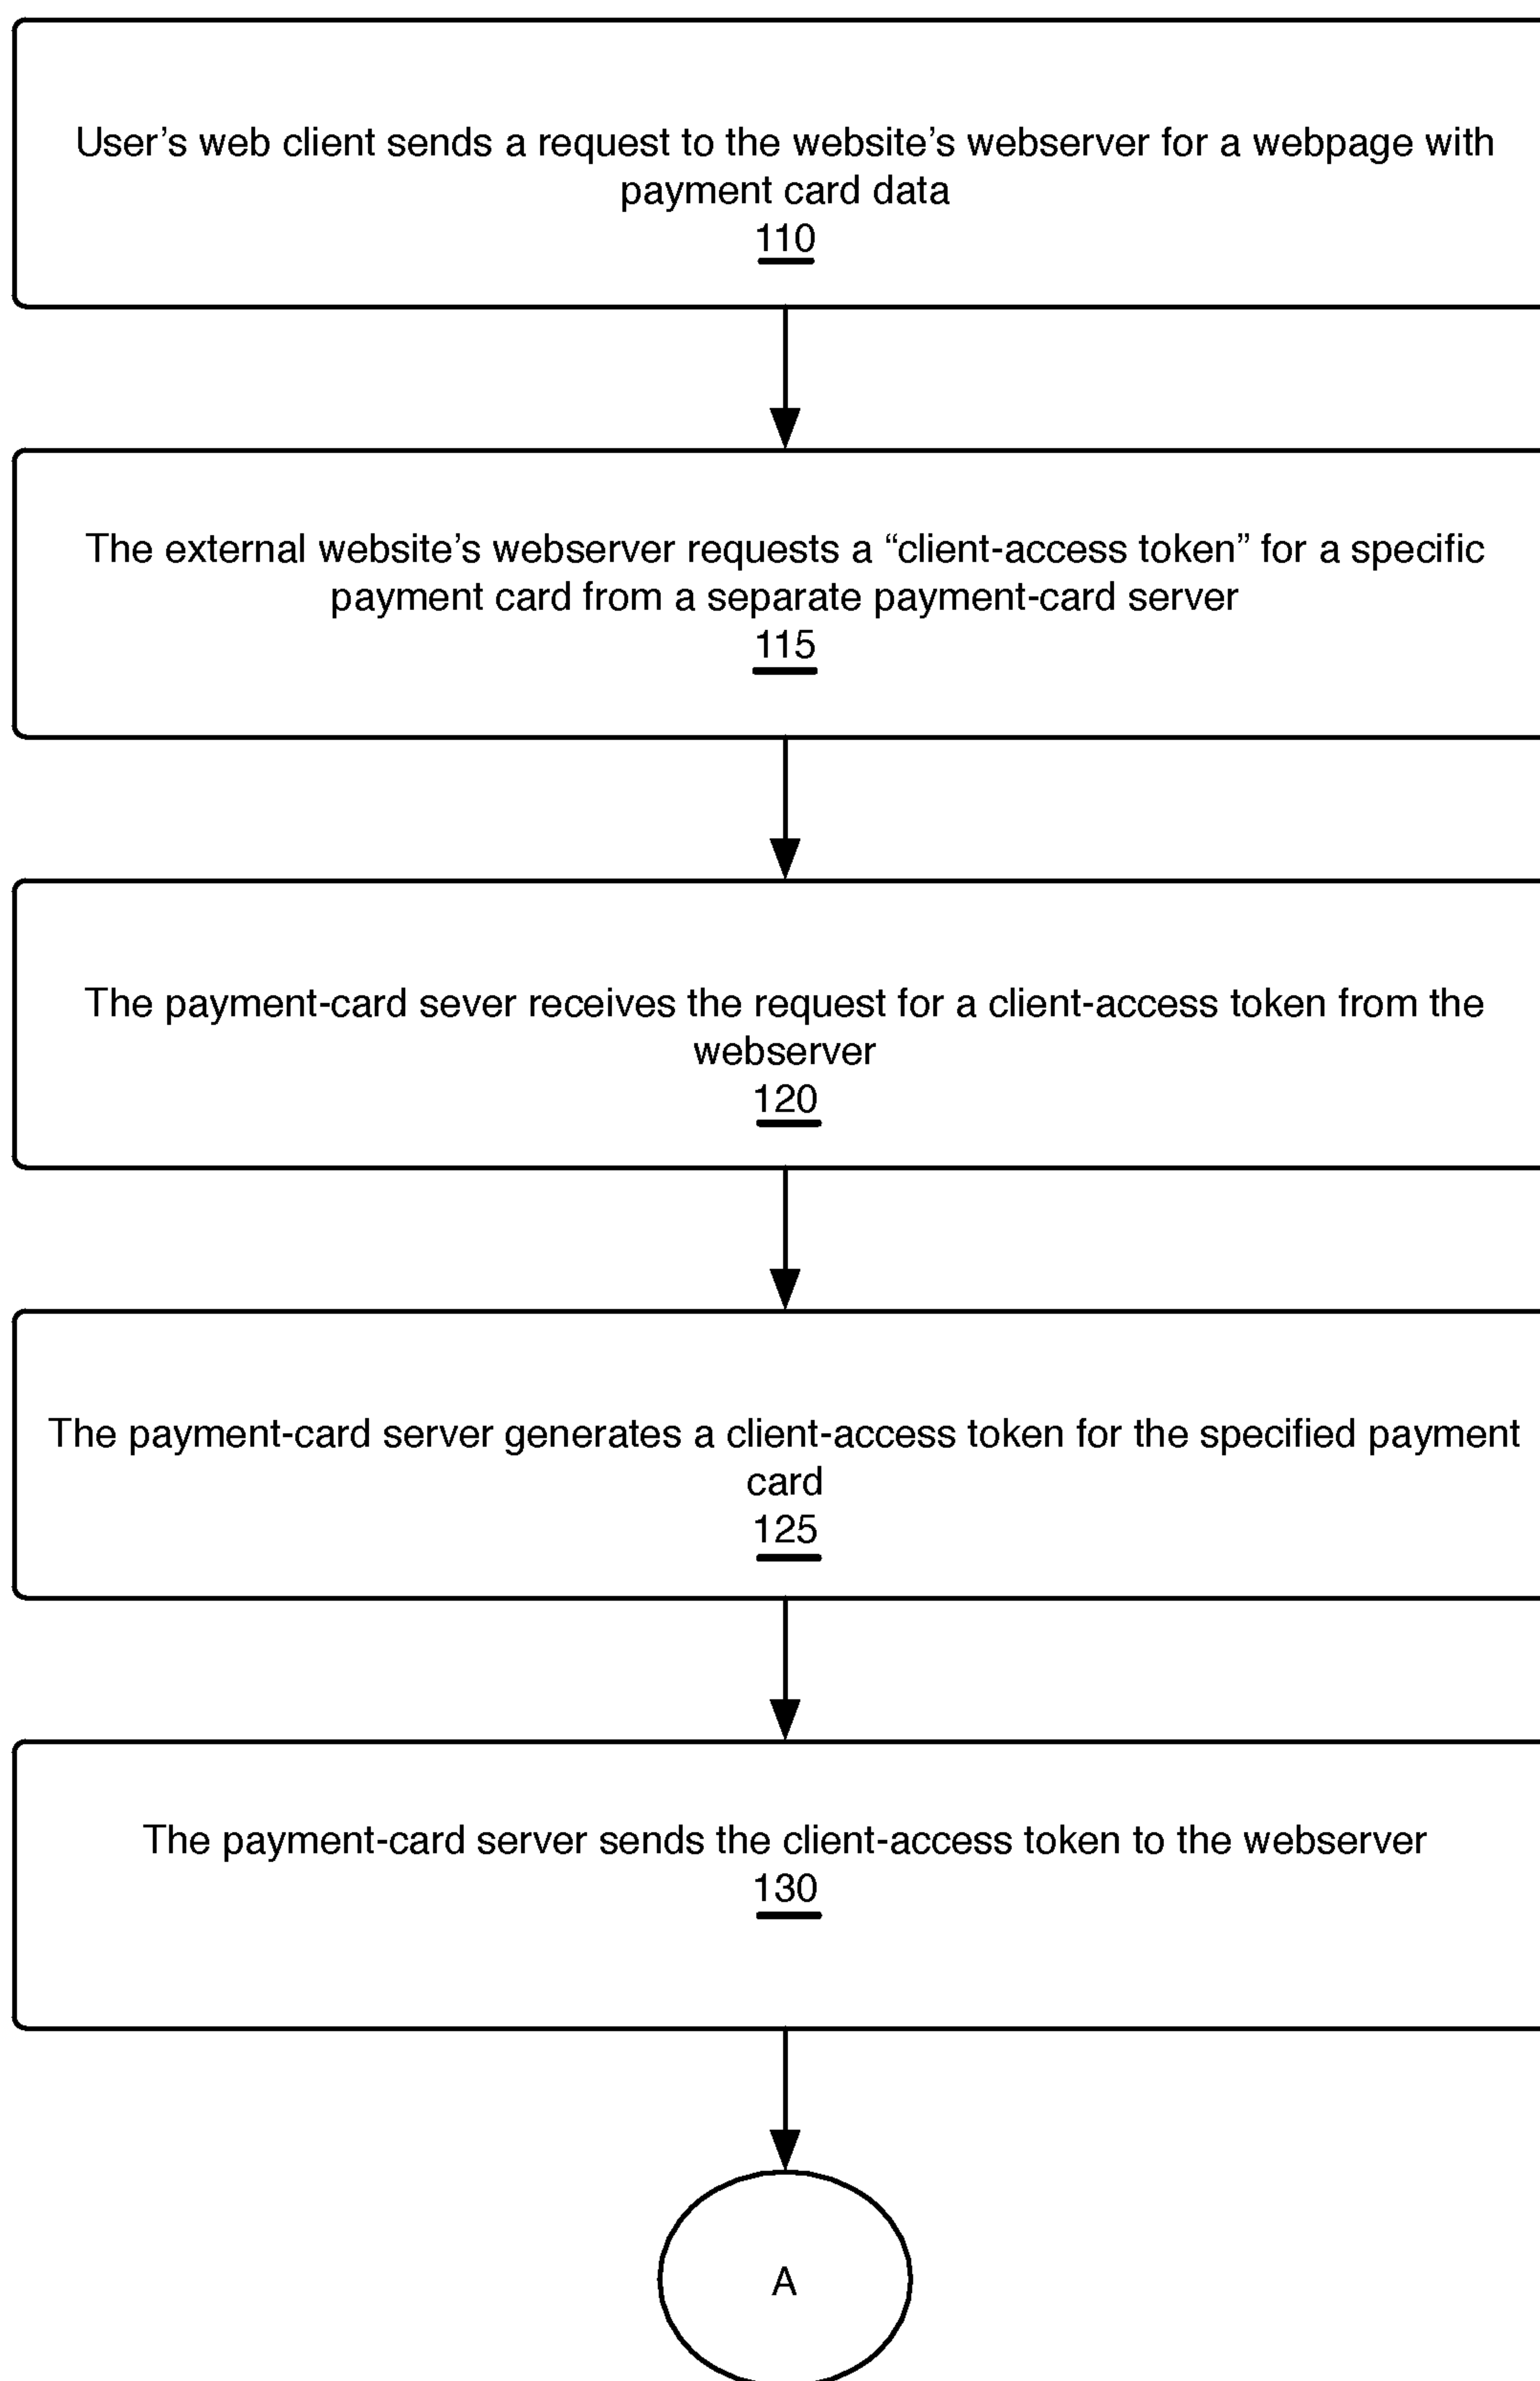 User’s web client sends a request to the website’s webserver for a webpage with
payment card data
110
The external website’s webserver requests a “client-access token” for a specific
payment card from a separate payment-card server
115
The payment-card sever receives the request for a client-access token from the
webserver
120
The payment-card server generates a client-access token for the specified payment
card
125
The payment-card server sends the client-access token to the webserver
130
A